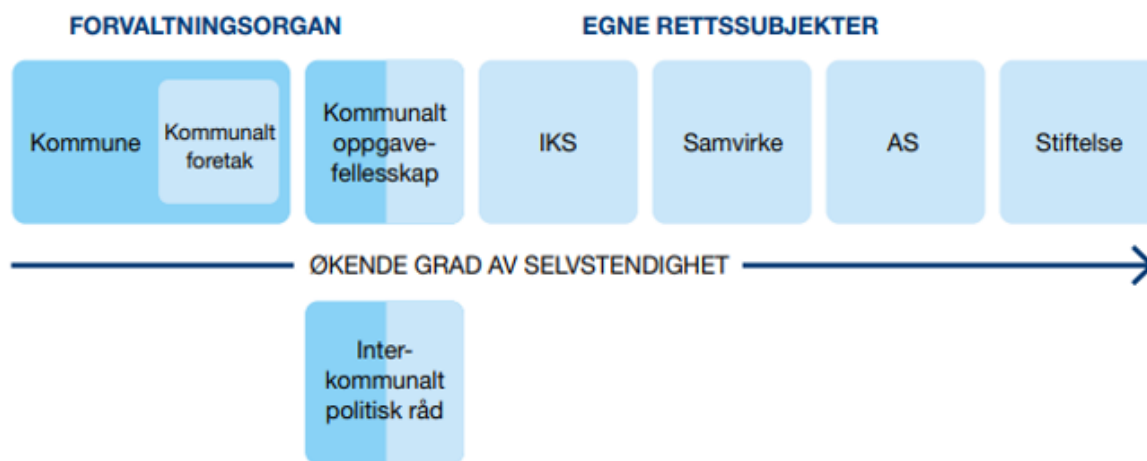 FORVALTNINGSORGAN
EGNE RETTSSUBJEKTER
Kommune
Kommunalt
foretak
Kommunalt
oppgave-
fellesskap
IKS
Samvirke
AS
Stiftelse
ØKENDE GRAD AV SELVSTENDIGHET
Inter-
kommunalt
politisk råd